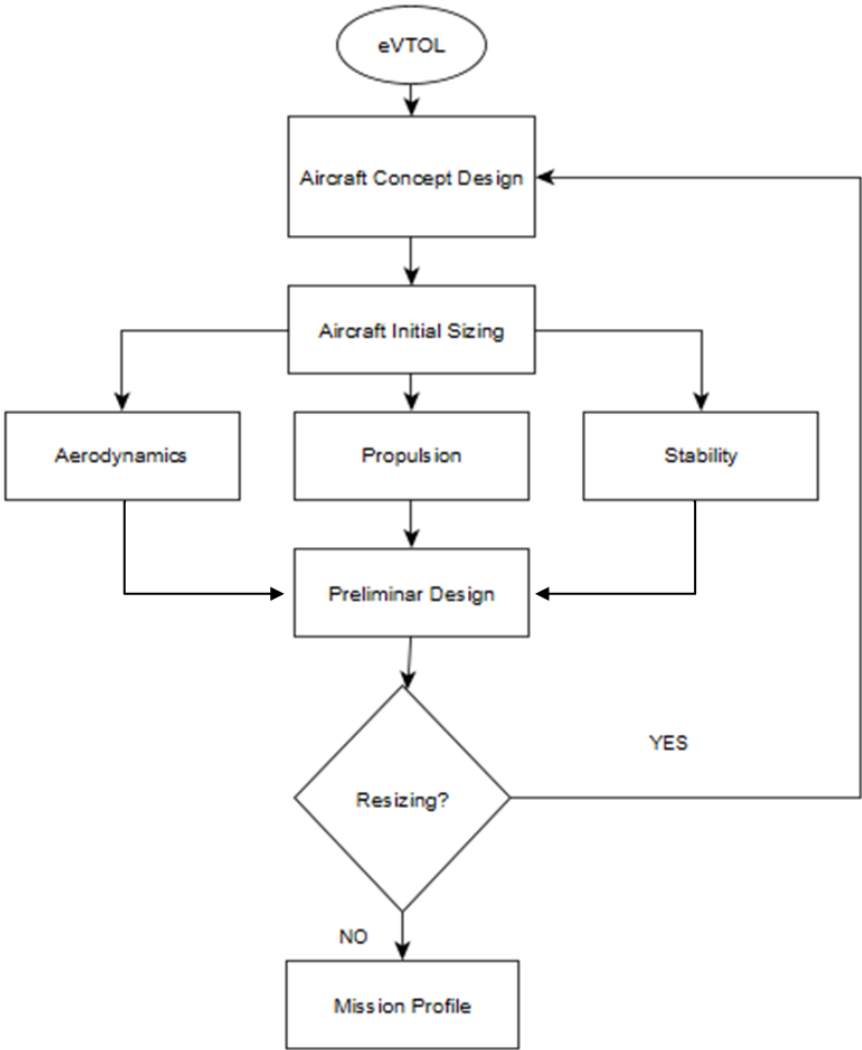 eVTOL
Aircraft Concept Design
Aircraft Initial Sizing
Aerodynamics
Propulsion
Stability
Preliminar Design
YES
Resizing?
NO
Mission Profile